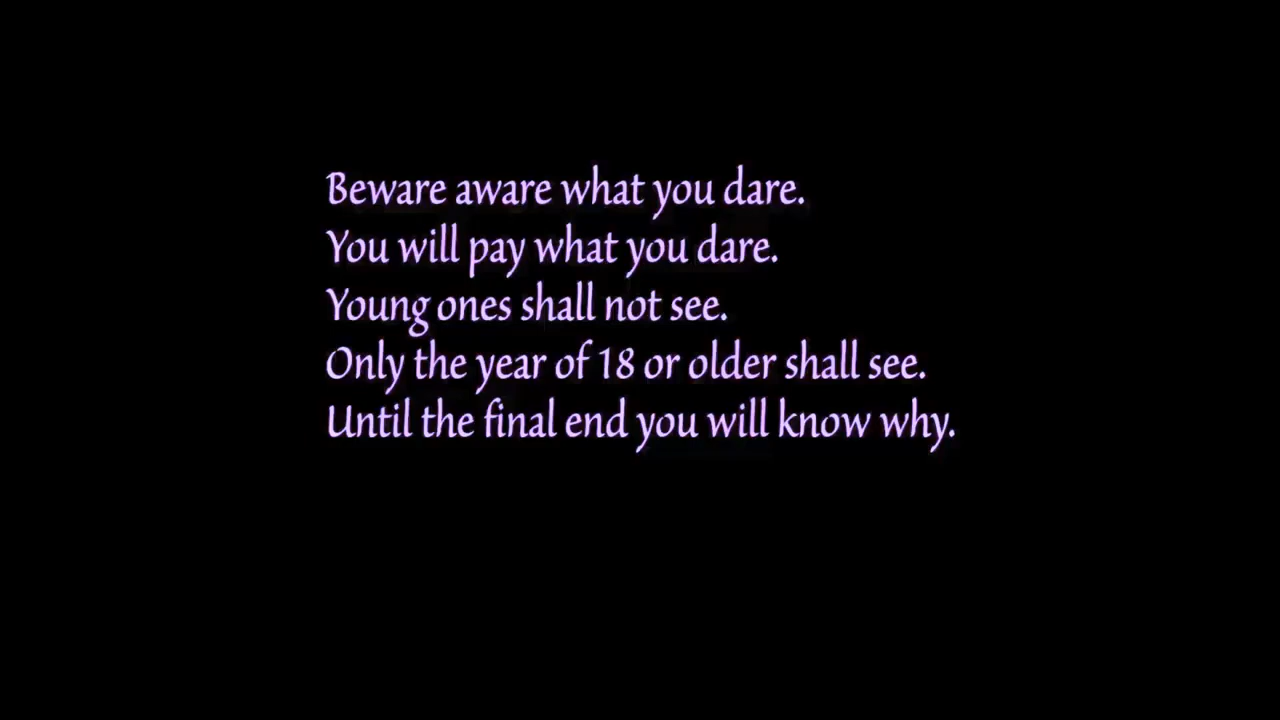 Beware aware what you dare.
You will pay what you dare.
Young ones shall not see.
Only the year of 18 or older shall see.
Until the final end you will know why.